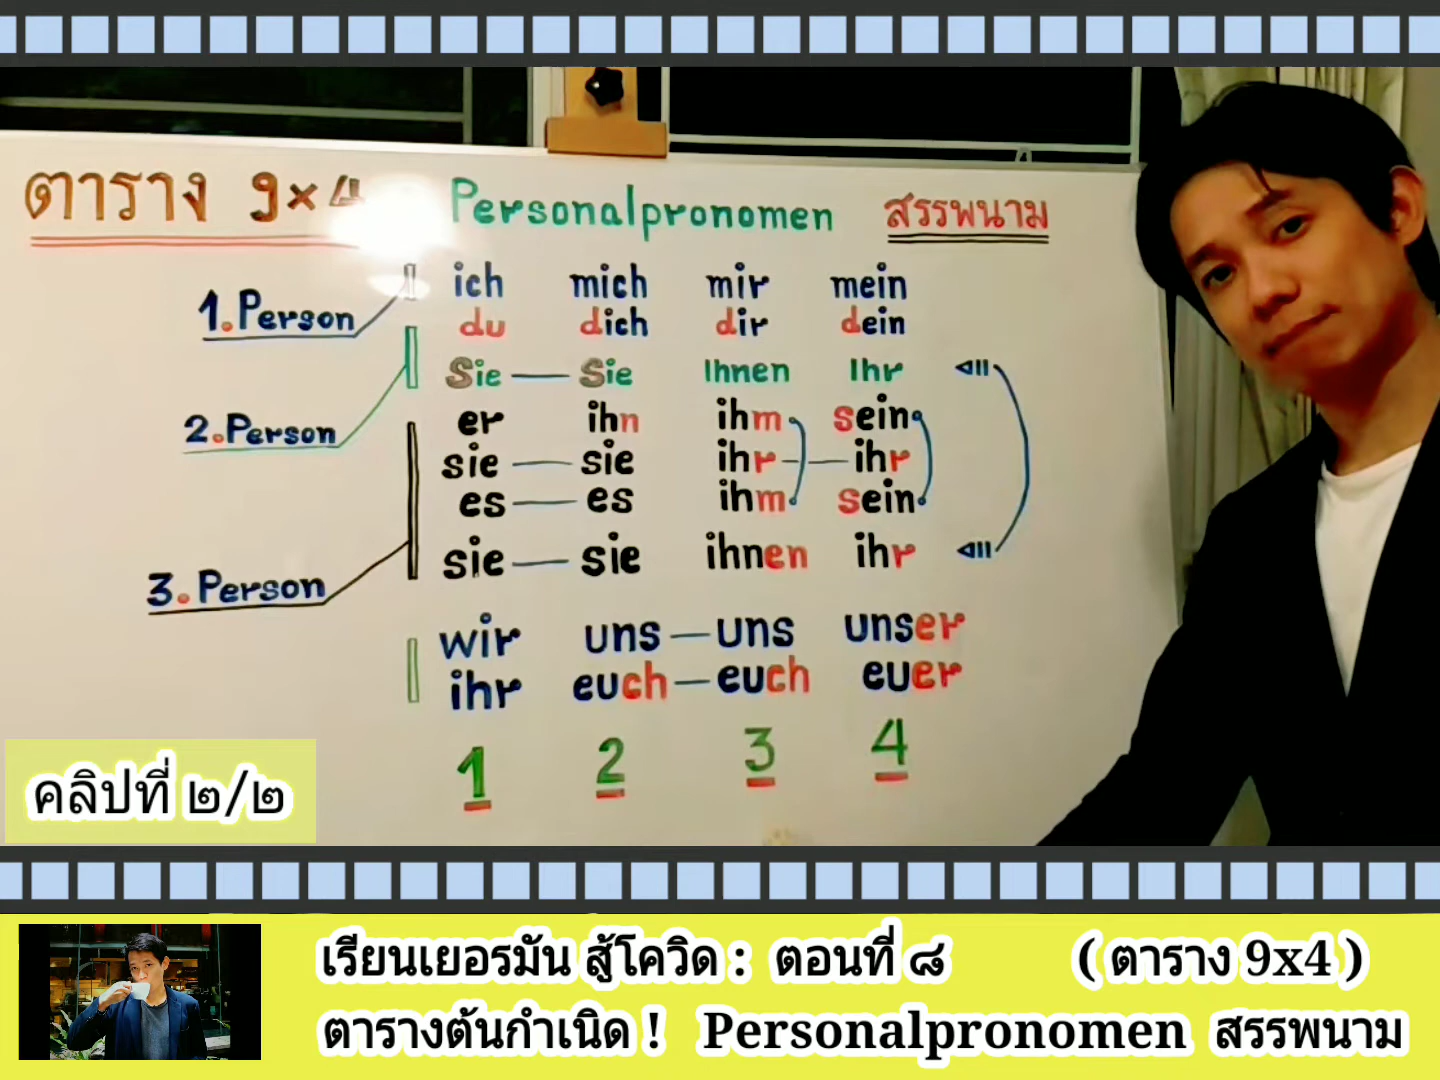 ตาราง 9×4 Personalpronomen สรรพนาม
1.Person
2.Person
3.Person
ich mich mir mein
du dich dir dein
Sie — Sie Ihnen Ihr
er ihn ihm sein
sie — sie ihr — ihr
es — es ihm sein
sie — sie ihnen ihr
wir uns — uns unser
ihr euch — euch euer
1 2 3 4
คลิปที่ ๒/๒
เรียนเยอรมัน สู้โควิด : ตอนที่ ๘ ( ตาราง 9x4 )
ตารางต้นกำเนิด ! Personalpronomen สรรพนาม